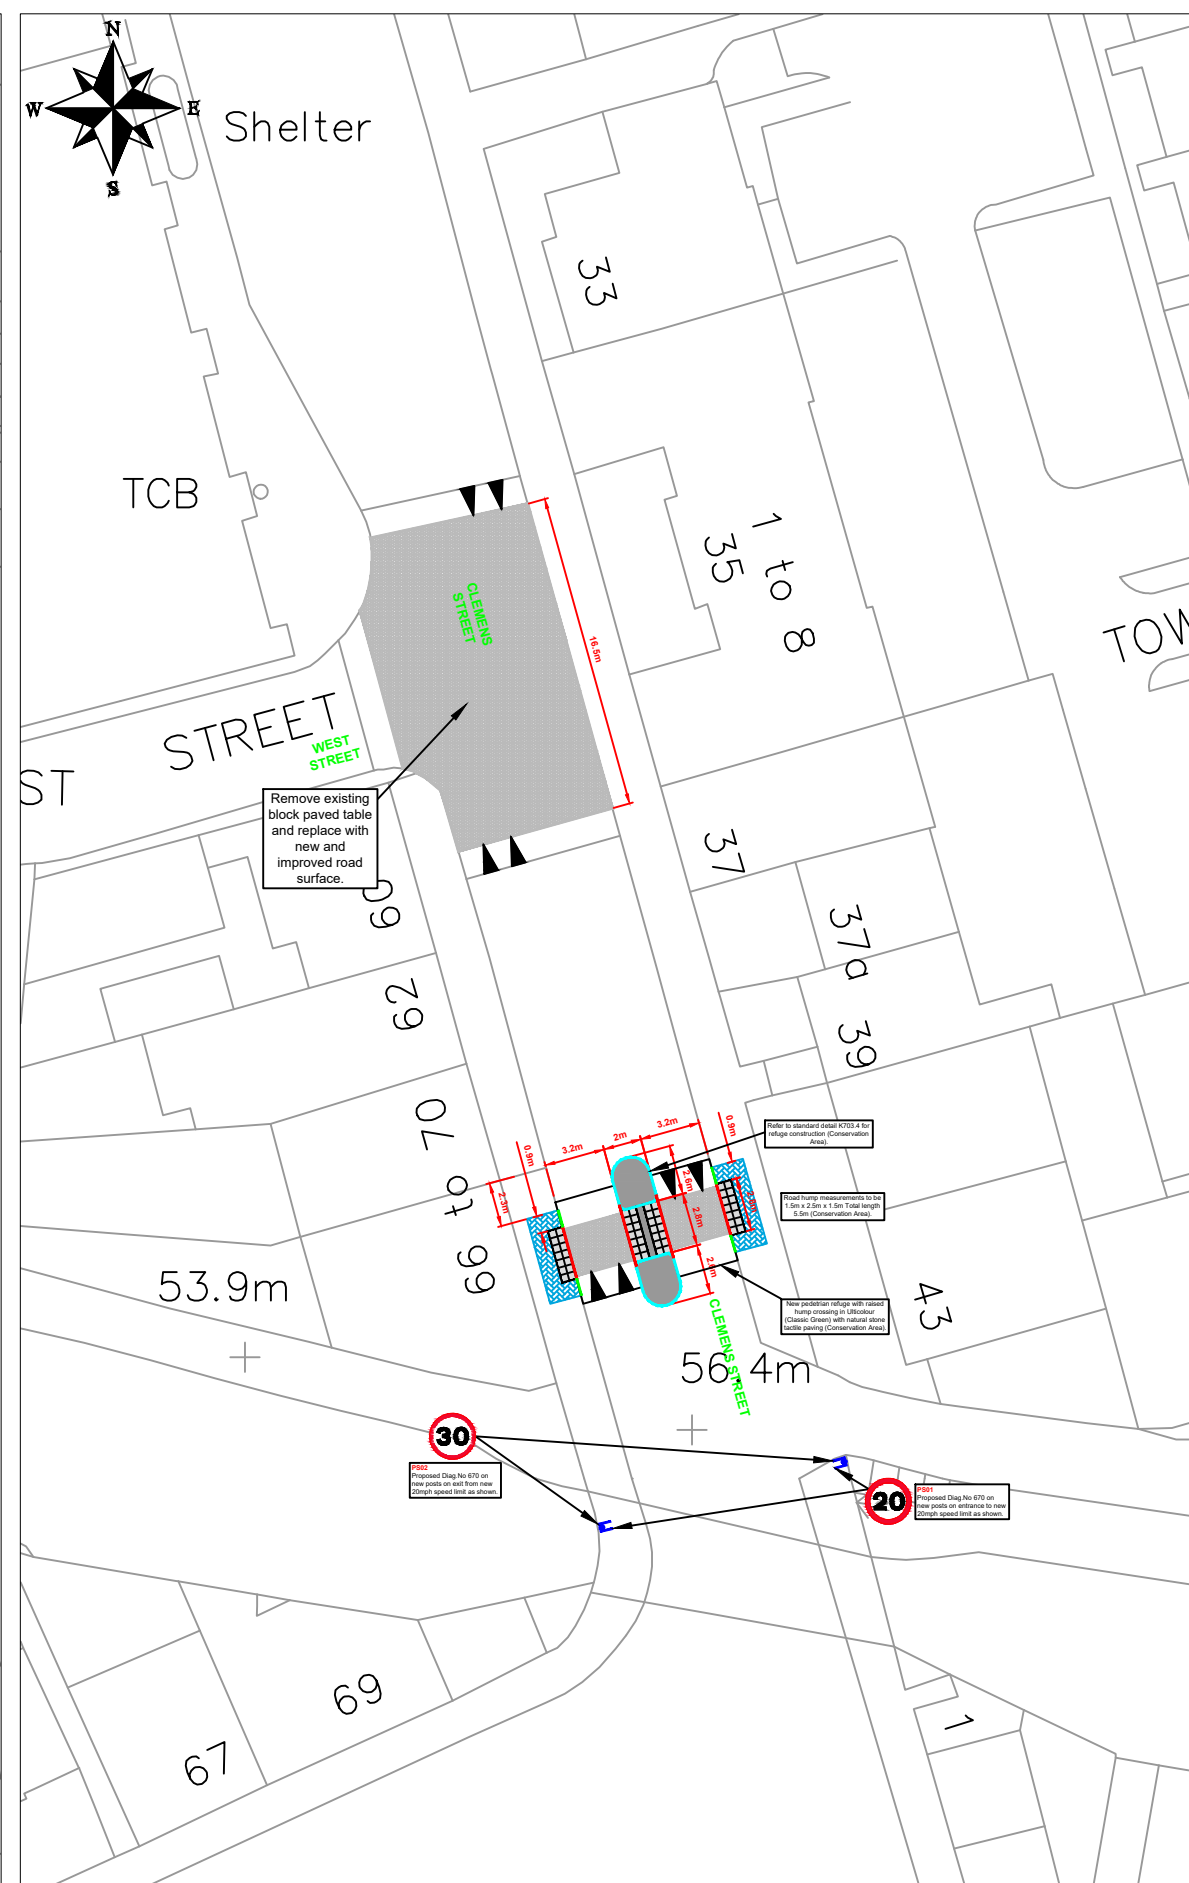 N
W
E
S
Shelter
33
TCB
1 to 8
35
CLEMENS
STREET
16.5m
TOW
STREET
WEST
STREET
ST
Remove existing
block paved table
and replace with
new and
improved road
surface.
37
60
37a
62
39
66 to 70
0.9m
3.2m
2m
3.2m
0.9m
Refer to standard detail K703.4 for
refuge construction (Conservation
Area).
2.3m
2.6m
2.8m
Road hump measurements to be
1.5m x 2.5m x 1.5m Total length
5.5m (Conservation Area).
53.9m
New pedetrian refuge with raised
hump crossing in Ulticolour
(Classic Green) with natural stone
tactile paving (Conservation Area).
43
CLEMENS STREET
56.4m
30
PS02
Proposed Diag.No 670 on
new posts on exit from new
20mph speed limit as shown.
20
PS01
Proposed Diag.No 670 on
new posts on entrance to new
20mph speed limit as shown.
69
67
1